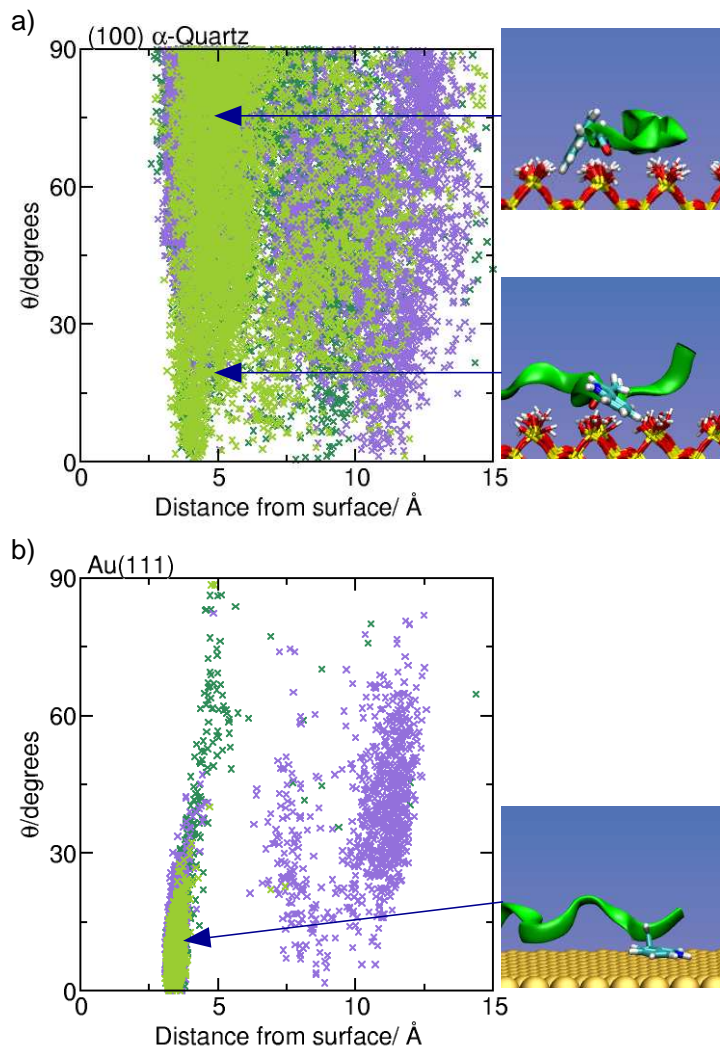 a)
(100) α-Quartz
90
60
30
0
θ/degrees
0 5 10 15
Distance from surface/ Å
b)
Au(111)
90
60
30
0
θ/degrees
0 5 10 15
Distance from surface/ Å